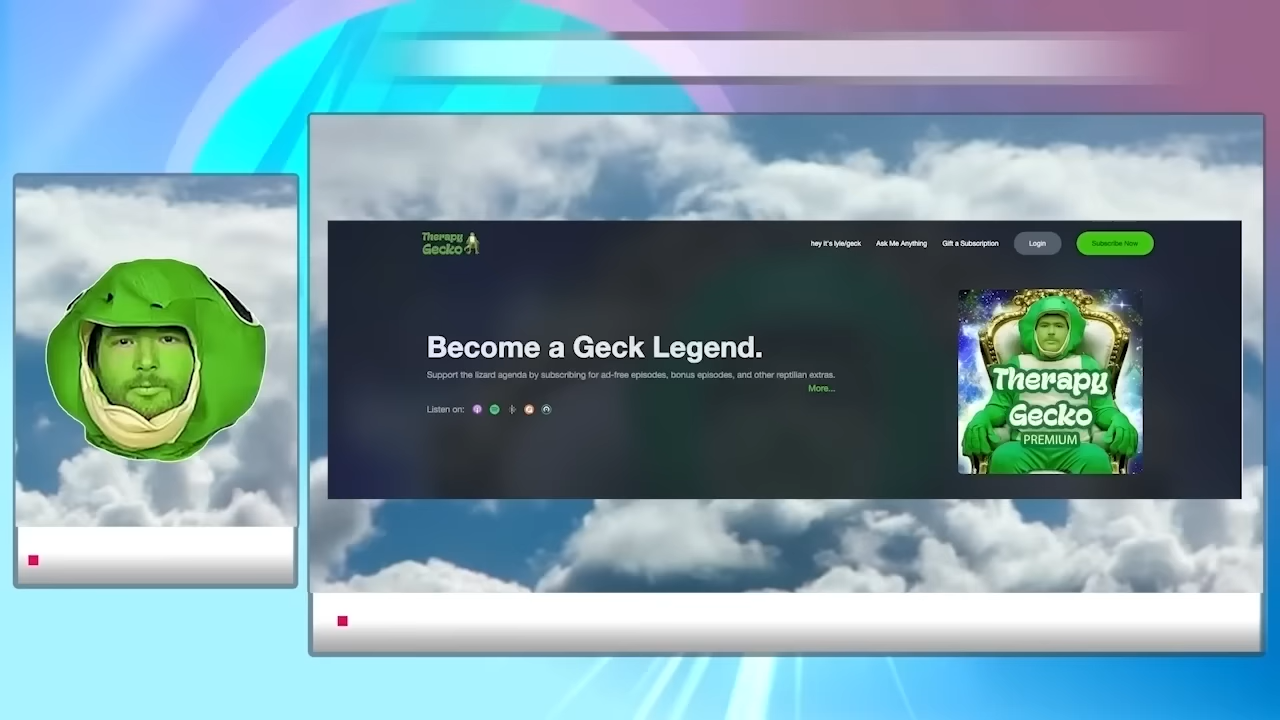 Therapy
Gecko
hey it's lyle/geck
Ask Me Anything
Gift a Subscription
Login
Subscribe Now
Become a Geck Legend.
Support the lizard agenda by subscribing for ad-free episodes, bonus episodes, and other reptilian extras.
More...
Listen on:
Therapy
Gecko
PREMIUM